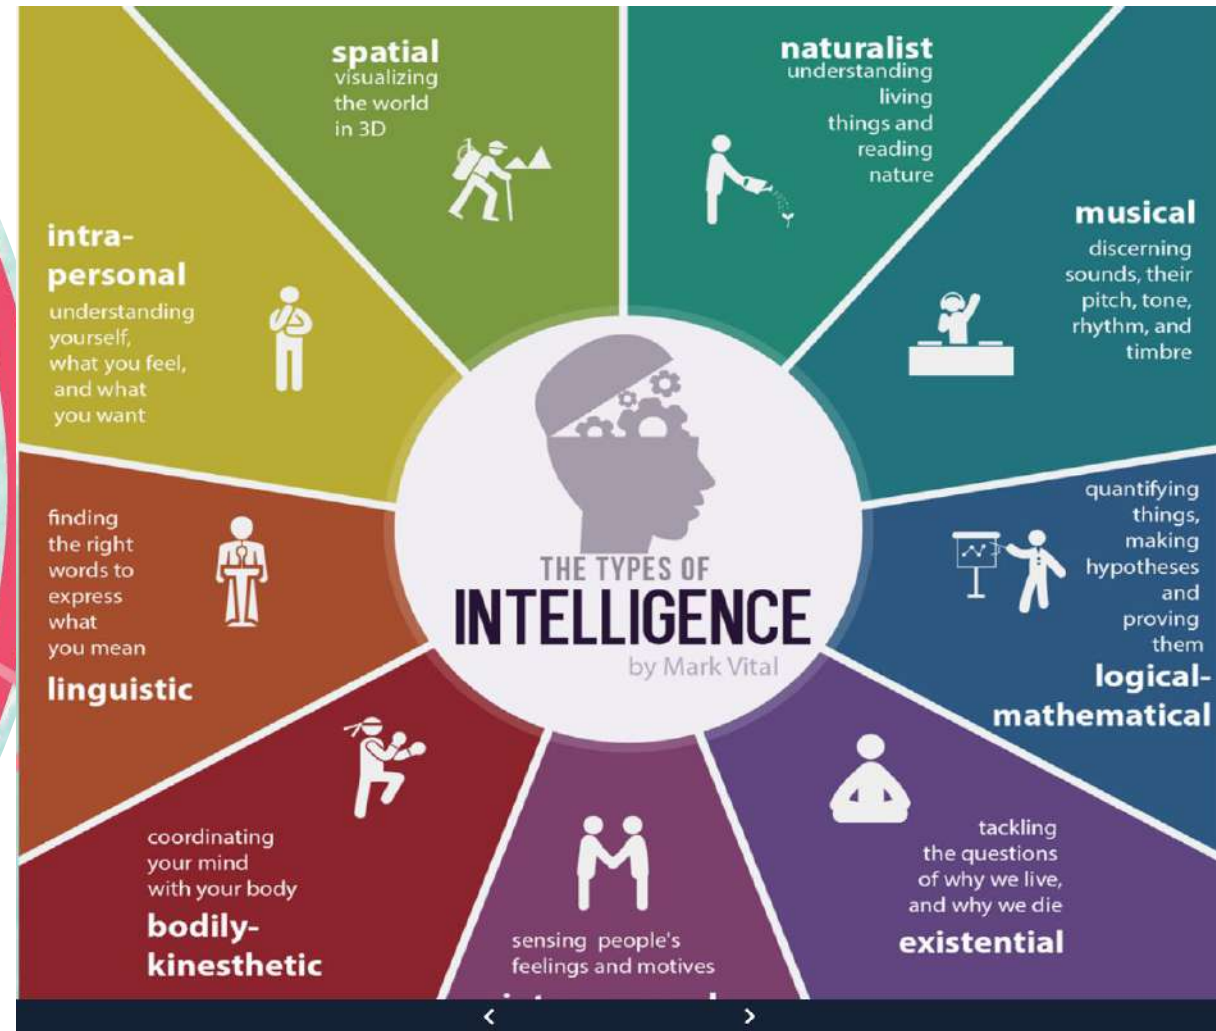 spatial
visualizing
the world
in 3D
naturalist
understanding
living
things and
reading
nature
musical
discerning
sounds, their
pitch, tone,
rhythm, and
timbre
intra-
personal
understanding
yourself,
what you feel,
and what
you want
THE TYPES OF
INTELLIGENCE
by Mark Vital
quantifying
things,
making
hypotheses
and
proving
them
logical-
mathematical
finding
the right
words to
express
what
you mean
linguistic
coordinating
your mind
with your body
bodily-
kinesthetic
sensing people's
feelings and motives
tackling
the questions
of why we live,
and why we die
existential